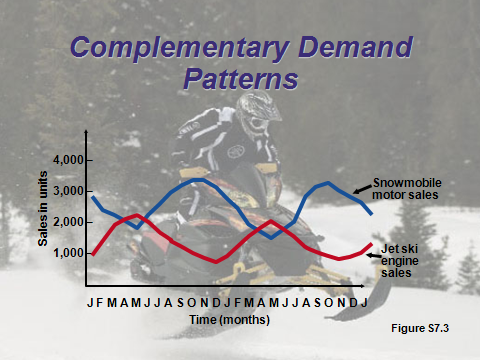 Complementary Demand
Patterns
4,000
3,000
2,000
1,000
Sales in units
Snowmobile
motor sales
Jet ski
engine
sales
J F M A M J J A S O N D J F M A M J J A S O N D J
Time (months)
Figure S7.3